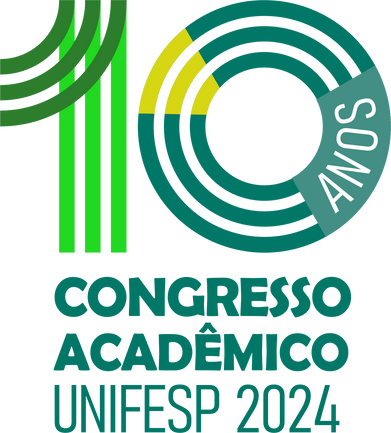 10
ANOS
CONGRESSO
ACADÊMICO
UNIFESP 2024